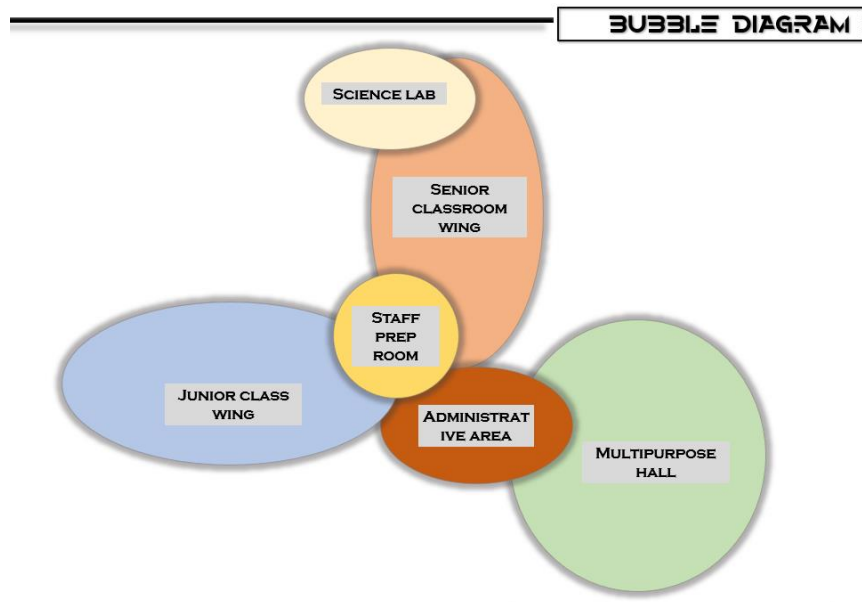 BUBBLE DIAGRAM
SCIENCE LAB
SENIOR
CLASSROOM
WING
STAFF
PREP
ROOM
JUNIOR CLASS
WING
ADMINISTRAT
IVE AREA
MULTIPURPOSE
HALL